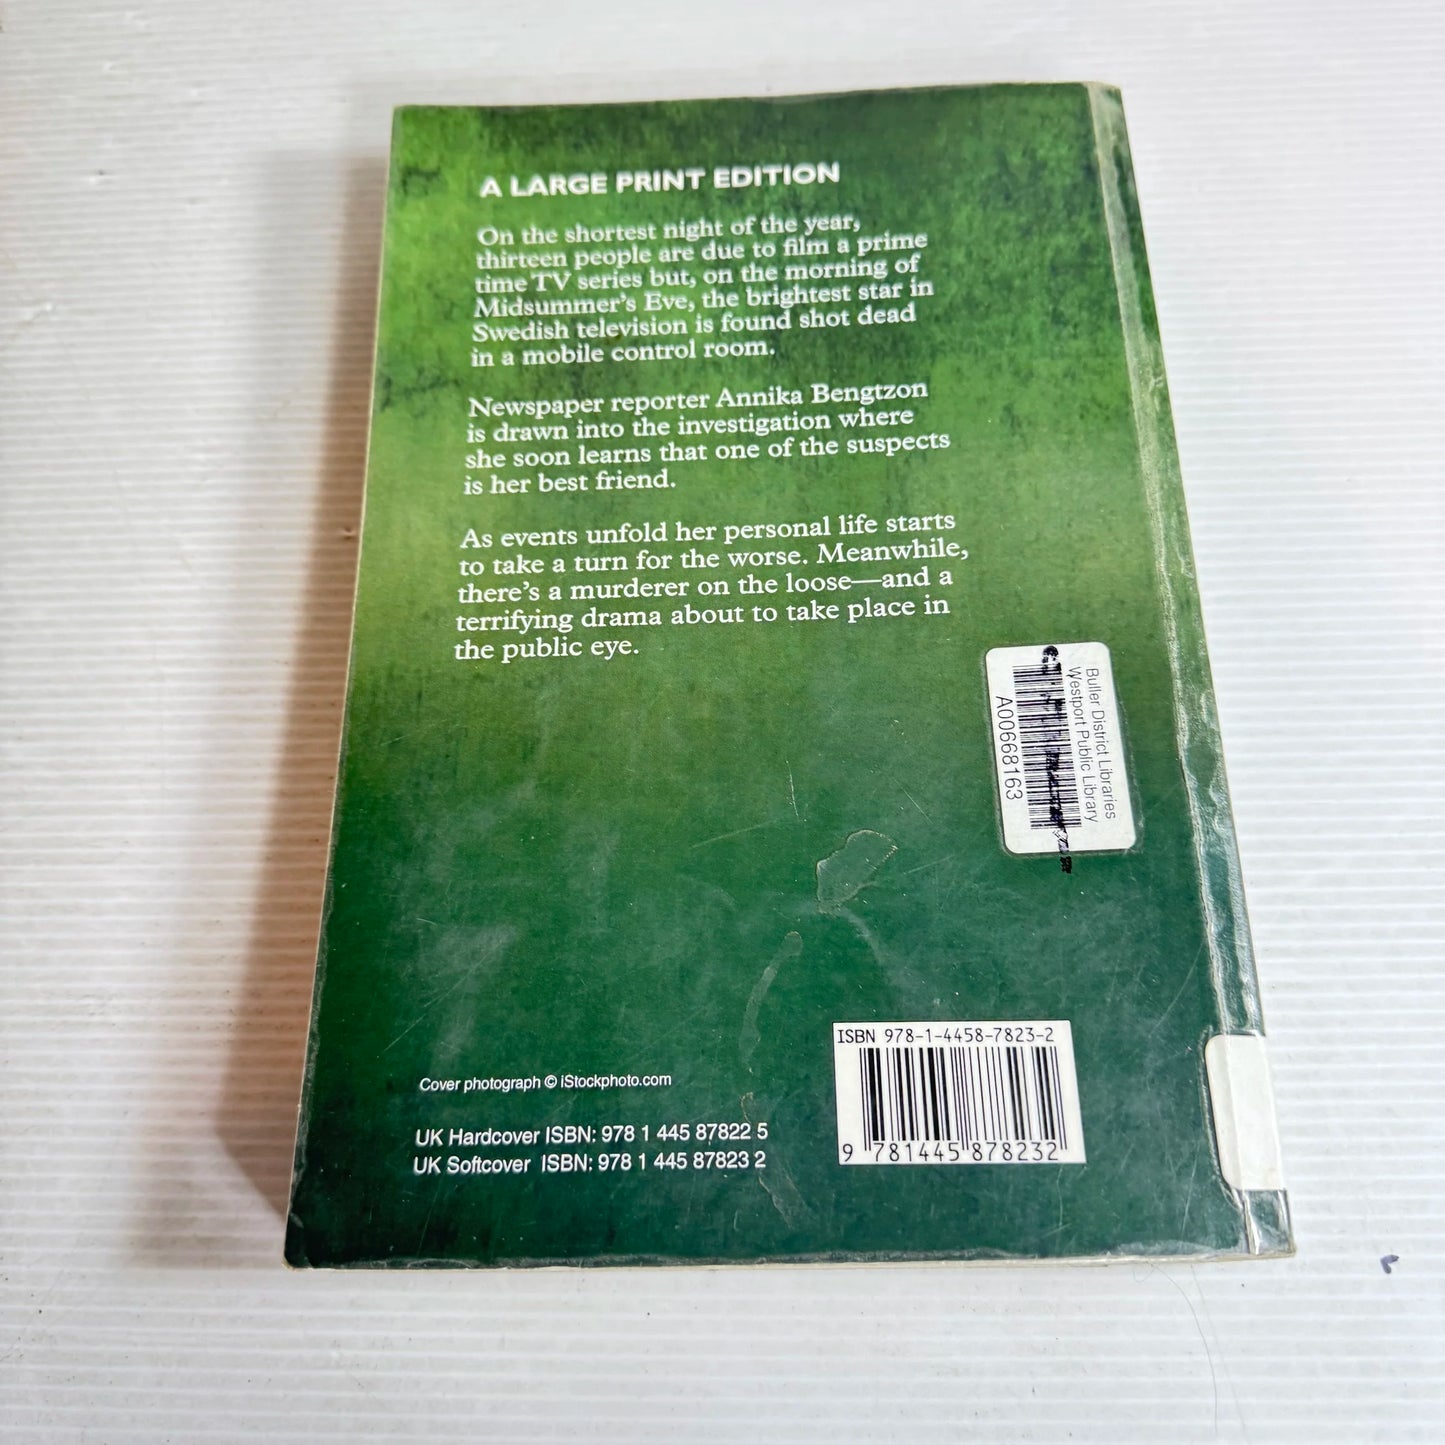 A LARGE PRINT EDITION
On the shortest night of the year,
thirteen people are due to film a prime
time TV series but, on the morning of
Midsummer's Eve, the brightest star in
Swedish television is found shot dead
in a mobile control room.
Newspaper reporter Annika Bengtzon
is drawn into the investigation where
she soon learns that one of the suspects
is her best friend.
As events unfold her personal life starts
to take a turn for the worse. Meanwhile,
there's a murderer on the loose—and a
terrifying drama about to take place in
the public eye.
Buller District Libraries
Westport Public Library
A00668163
ISBN 978-1-4458-7823-2
9 781445 878232
Cover photograph © iStockphoto.com
UK Hardcover ISBN: 978 1 445 87822 5
UK Softcover ISBN: 978 1 445 87823 2